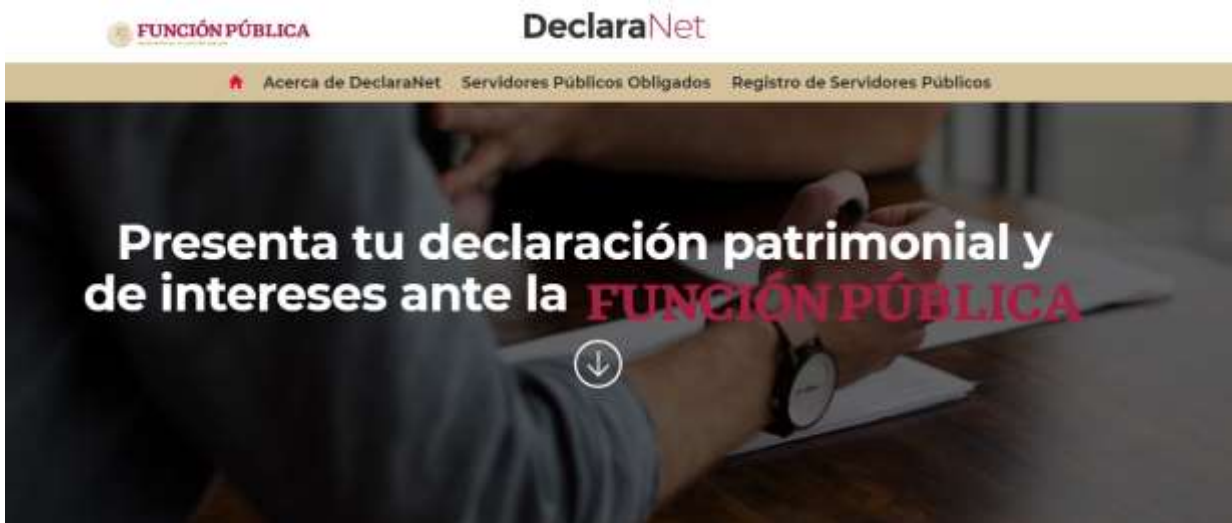 FUNCIÓN PÚBLICA
DeclaraNet
Acerca de DeclaraNet Servidores Públicos Obligados Registro de Servidores Públicos
Presenta tu declaración patrimonial y
de intereses ante la FUNCIÓN PÚBLICA